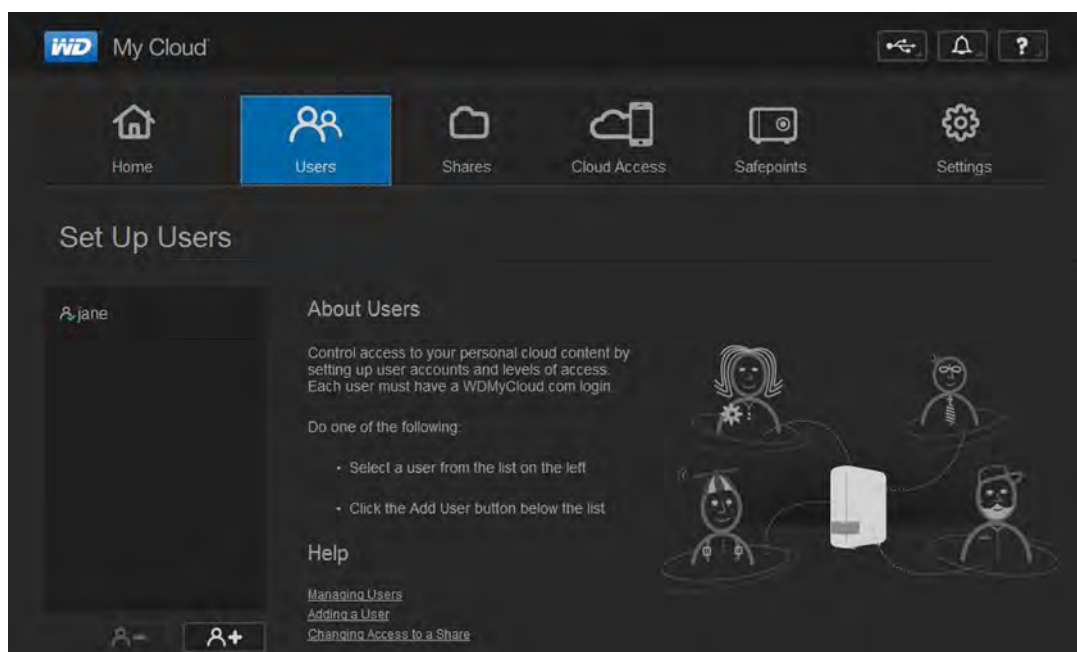 WD My Cloud
?
Home
Users
Shares
Cloud Access
Safepoints
Settings
Set Up Users
jane
About Users
Control access to your personal cloud content by
setting up user accounts and levels of access.
Each user must have a WDMyCloud com login
Do one of the following:
• Select a user from the list on the left
• Click the Add User button below the list
Help
Managing Users
Adding a User
Changing Access to a Share